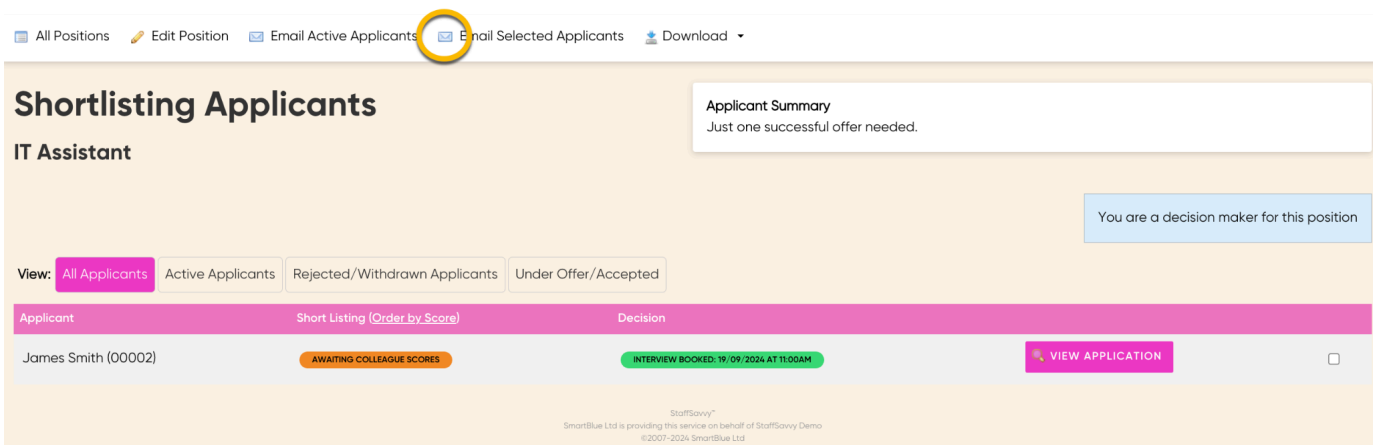 All Positions Edit Position Email Active Applicants Email Selected Applicants Download
Shortlisting Applicants
IT Assistant
Applicant Summary
Just one successful offer needed.
You are a decision maker for this position
View: All Applicants Active Applicants Rejected/Withdrawn Applicants Under Offer/Accepted
Applicant Short Listing (Order by Score) Decision
James Smith (00002) AWAITING COLLEAGUE SCORES INTERVIEW BOOKED: 19/09/2024 AT 11:00AM VIEW APPLICATION
StaffSavvy™
SmartBlue Ltd is providing this service on behalf of StaffSavvy Demo
©2007-2024 SmartBlue Ltd